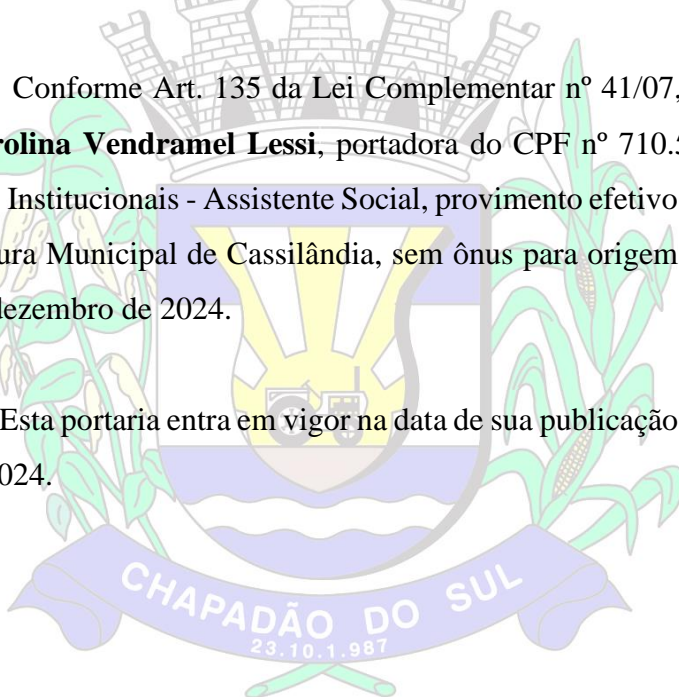 Conforme Art. 135 da Lei Complementar nº 41/07,
rolina Vendramel Lessi, portadora do CPF nº 710.5
Institucionais - Assistente Social, provimento efetivo
ura Municipal de Cassilândia, sem ônus para origem
dezembro de 2024.
Esta portaria entra em vigor na data de sua publicação
024.
CHAPADÃO DO SUL
23.10.1.987